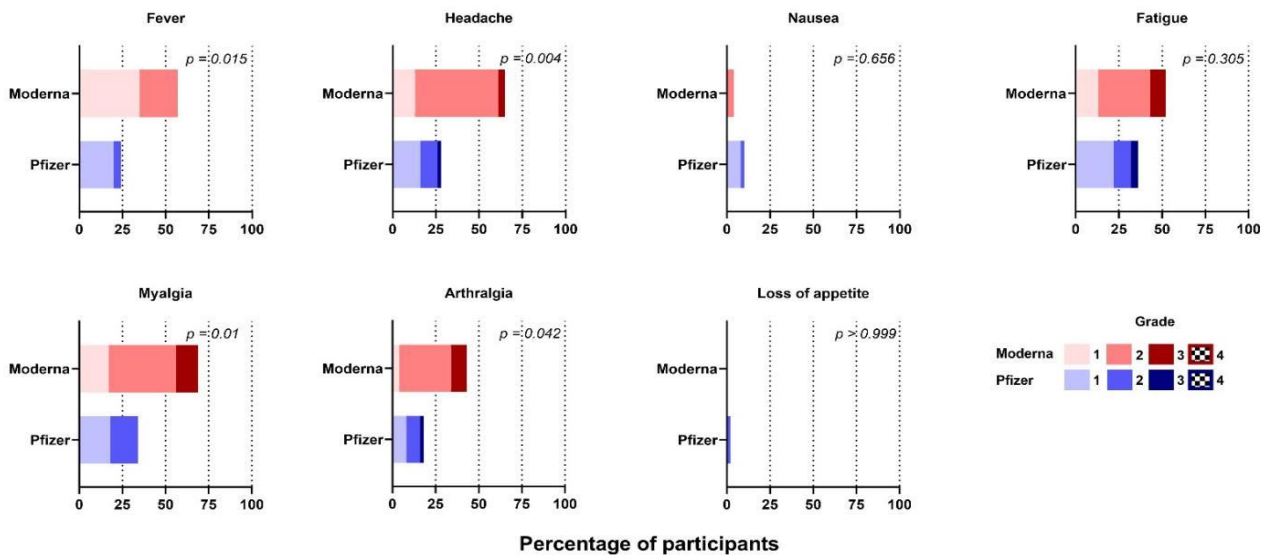 Fever
p = 0.015
Moderna
Pfizer
0 25 50 75 100
Headache
p = 0.004
Moderna
Pfizer
0 25 50 75 100
Nausea
p = 0.656
Moderna
Pfizer
0 25 50 75 100
Fatigue
p = 0.305
Moderna
Pfizer
0 25 50 75 100
Myalgia
p = 0.01
Moderna
Pfizer
0 25 50 75 100
Arthralgia
p = 0.042
Moderna
Pfizer
0 25 50 75 100
Loss of appetite
p > 0.999
Moderna
Pfizer
0 25 50 75 100
Grade
Moderna 1 2 3 4
Pfizer 1 2 3 4
Percentage of participants